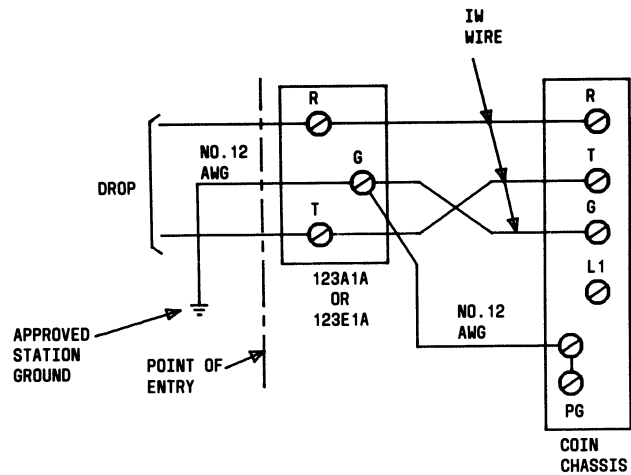 IW
WIRE
R
R
NO.12
AWG
G
T
DROP
T
G
L1
123A1A
OR
123E1A
NO.12
AWG
APPROVED
STATION
GROUND
POINT OF
ENTRY
PG
COIN
CHASSIS